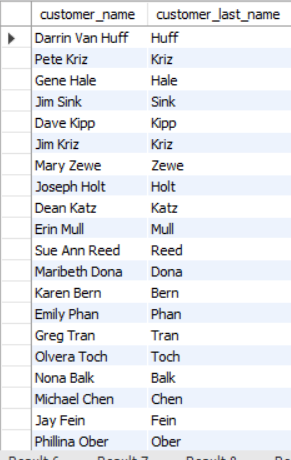 customer_name customer_last_name
Darrin Van Huff Huff
Pete Kriz Kriz
Gene Hale Hale
Jim Sink Sink
Dave Kipp Kipp
Jim Kriz Kriz
Mary Zewe Zewe
Joseph Holt Holt
Dean Katz Katz
Erin Mull Mull
Sue Ann Reed Reed
Maribeth Dona Dona
Karen Bern Bern
Emily Phan Phan
Greg Tran Tran
Olvera Toch Toch
Nona Balk Balk
Michael Chen Chen
Jay Fein Fein
Phillina Ober Ober
Result 6 Result 7 Result 8